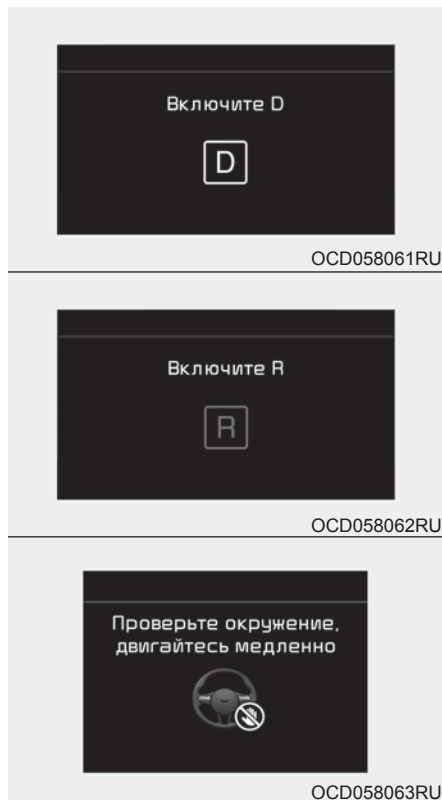 Включите D
D
OCD058061RU
Включите R
R
OCD058062RU
Проверьте окружение,
двигайтесь медленно
OCD058063RU